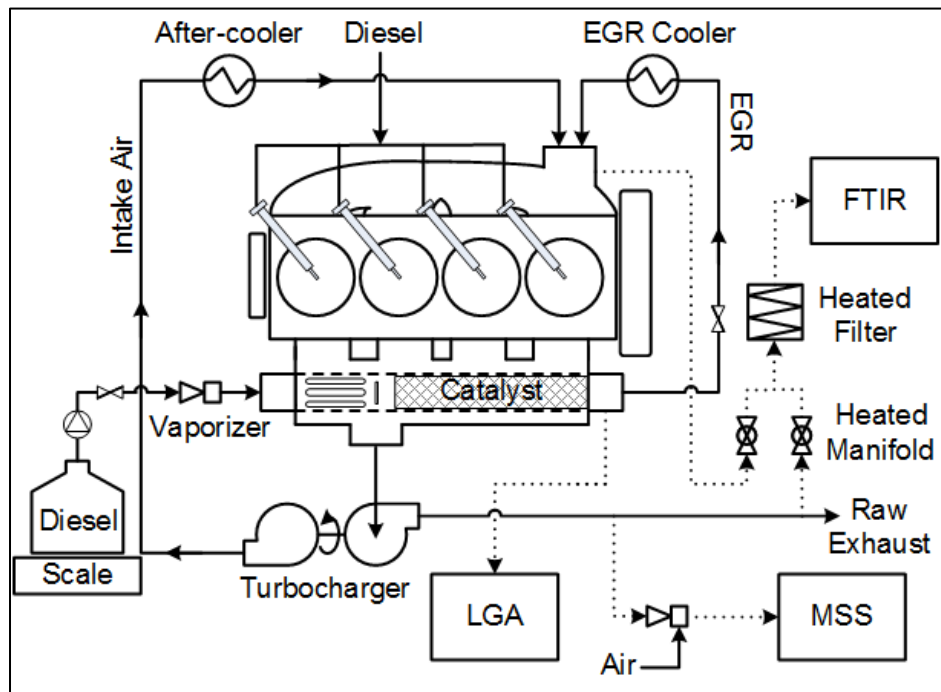 After-cooler
Diesel
EGR Cooler
Intake Air
EGR
FTIR
Heated
Filter
Catalyst
Vaporizer
Heated
Manifold
Diesel
Scale
Turbocharger
Raw
Exhaust
LGA
MSS
Air